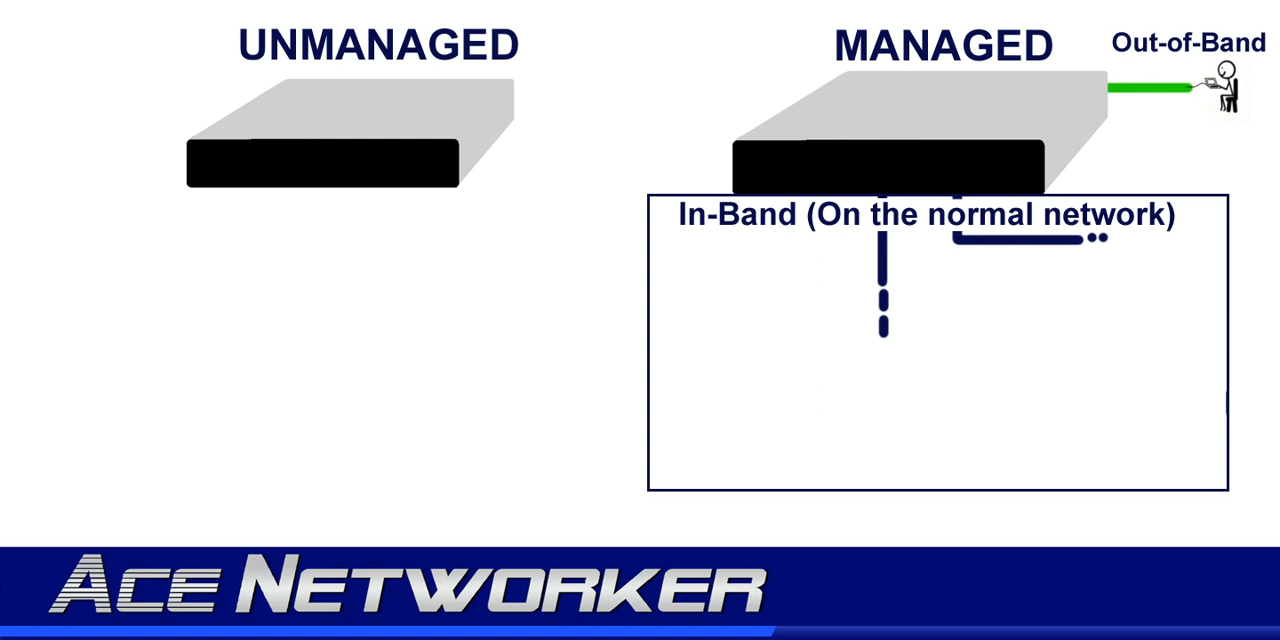 UNMANAGED
MANAGED
Out-of-Band
In-Band (On the normal network)
ACE NETWORKER